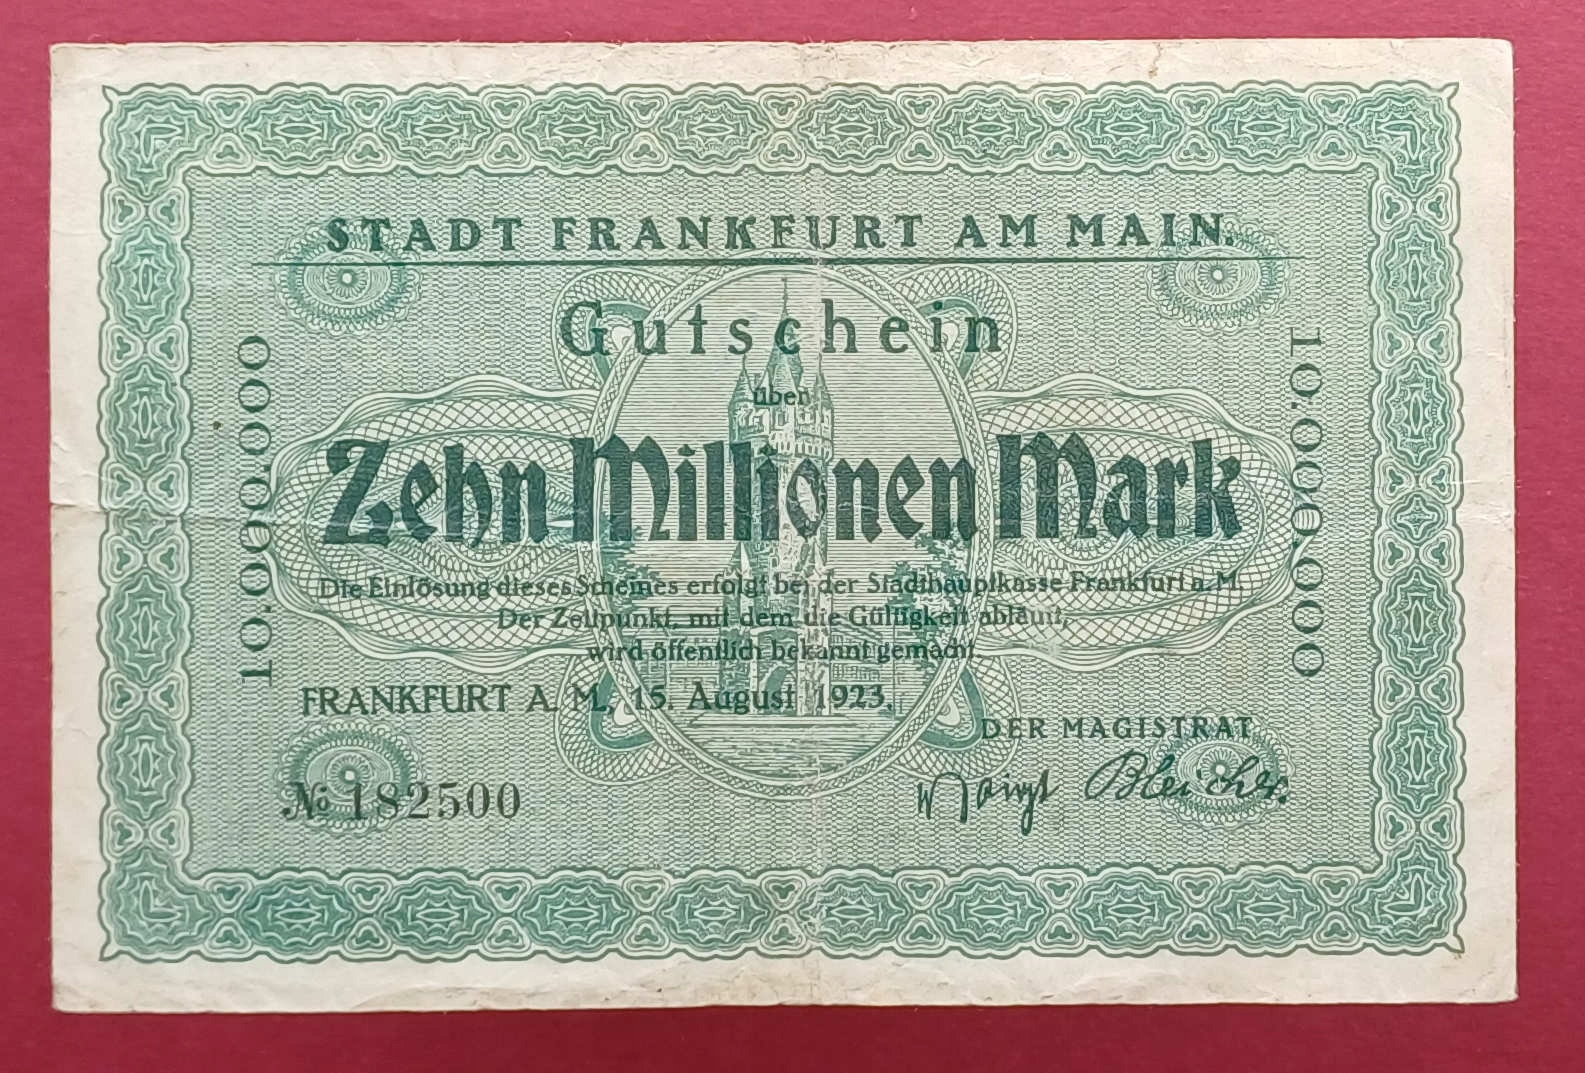 STADT FRANKFURT AM MAIN.
Gutschein
über
Zehn Millionen Mark
Die Einlösung dieses Scheines erfolgt bei der Stadthauptkasse Frankfurt a. M.
Der Zeitpunkt, mit dem die Gültigkeit abläuft,
wird öffentlich bekannt gemacht
FRANKFURT A. M., 15. August 1923.
DER MAGISTRAT
Voigt Bleicher.
№ 182500
10.000.000
10.000.000